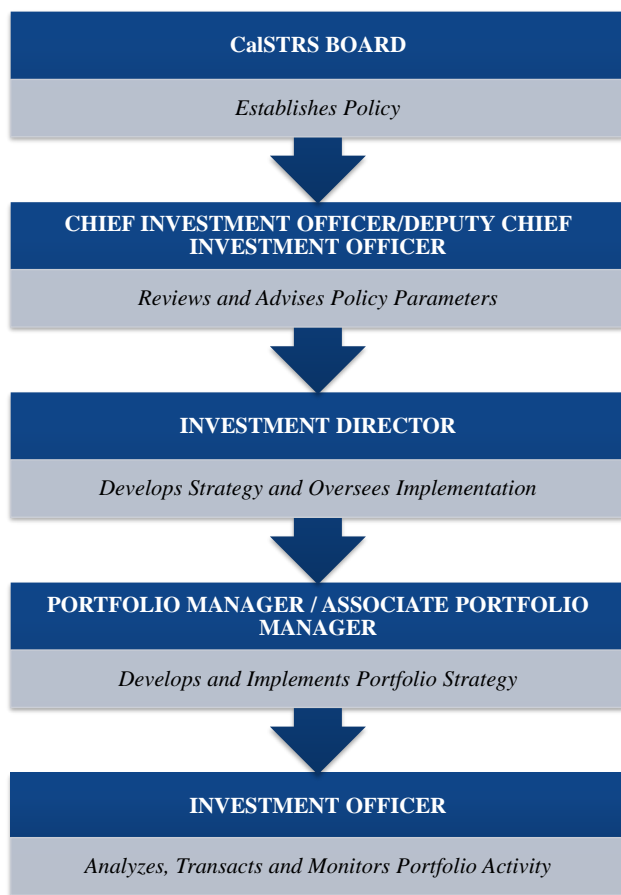 CalSTRS BOARD
Establishes Policy
CHIEF INVESTMENT OFFICER/DEPUTY CHIEF
INVESTMENT OFFICER
Reviews and Advises Policy Parameters
INVESTMENT DIRECTOR
Develops Strategy and Oversees Implementation
PORTFOLIO MANAGER / ASSOCIATE PORTFOLIO
MANAGER
Develops and Implements Portfolio Strategy
INVESTMENT OFFICER
Analyzes, Transacts and Monitors Portfolio Activity